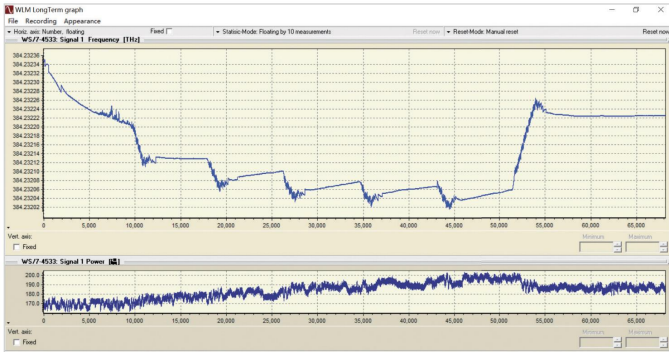 WLM LongTerm graph
File Recording Appearance
Horiz. axis: Number, floating Fixed Statisic-Mode: Floating by 10 measurements Reset now Reset-Mode: Manual reset Reset now
WS/7-4533: Signal 1 Frequency [THz]
384.23236
384.23234
384.23232
384.23230
384.23228
384.23226
384.23224
384.23222
384.23220
384.23218
384.23216
384.23214
384.23212
384.23210
384.23208
384.23206
384.23204
384.23202
0 5,000 10,000 15,000 20,000 25,000 30,000 35,000 40,000 45,000 50,000 55,000 60,000 65,000
Vert. axis: Minimum Maximum
Fixed
WS/7-4533: Signal 1 Power
200.0
190.0
180.0
170.0
0 5,000 10,000 15,000 20,000 25,000 30,000 35,000 40,000 45,000 50,000 55,000 60,000 65,000
Vert. axis: Minimum Maximum
Fixed